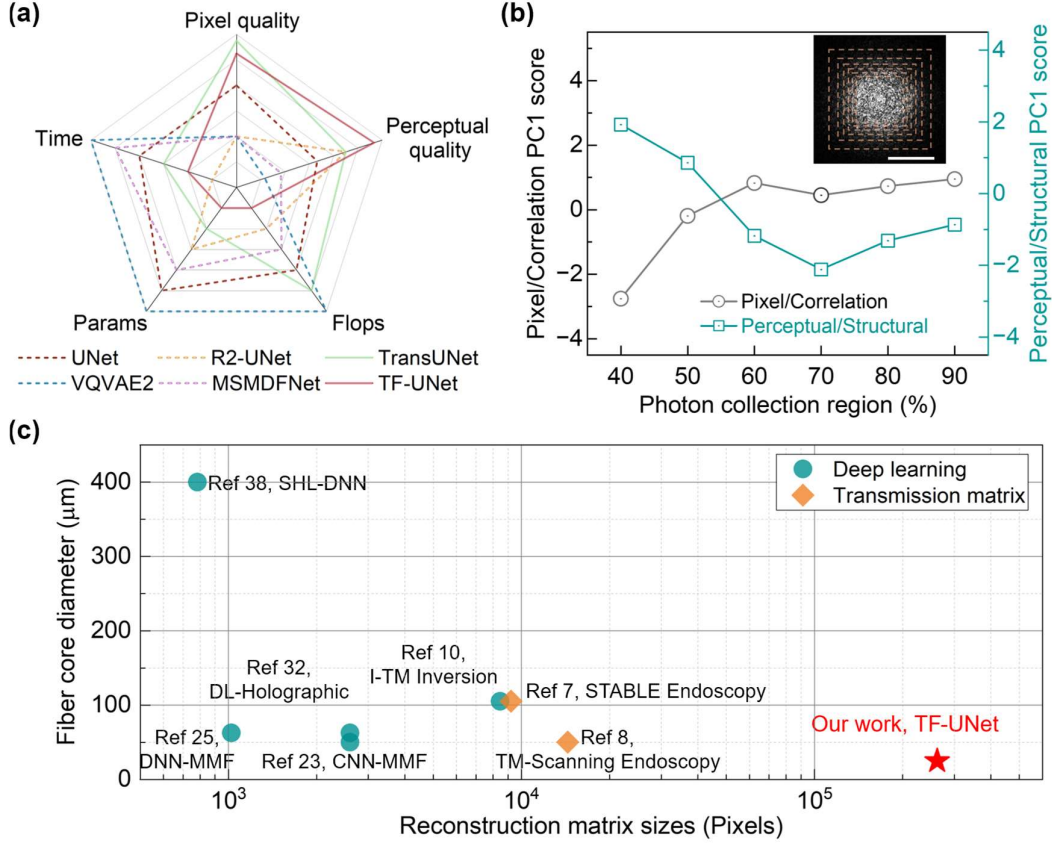 (a)
Pixel quality
Time
Perceptual
quality
Params
Flops
UNet
R2-UNet
TransUNet
VQVAE2
MSMDFNet
TF-UNet
(b)
Pixel/Correlation PC1 score
4
2
0
−2
−4
Perceptual/Structural PC1 score
4
2
0
−2
−4
Pixel/Correlation
Perceptual/Structural
40 50 60 70 80 90
Photon collection region (%)
(c)
Fiber core diameter (μm)
400
300
200
100
0
Deep learning
Transmission matrix
Ref 38, SHL-DNN
Ref 32,
DL-Holographic
Ref 10,
I-TM Inversion
Ref 7, STABLE Endoscopy
Ref 25,
DNN-MMF
Ref 23, CNN-MMF
Ref 8,
TM-Scanning Endoscopy
Our work, TF-UNet
10³ 10⁴ 10⁵
Reconstruction matrix sizes (Pixels)